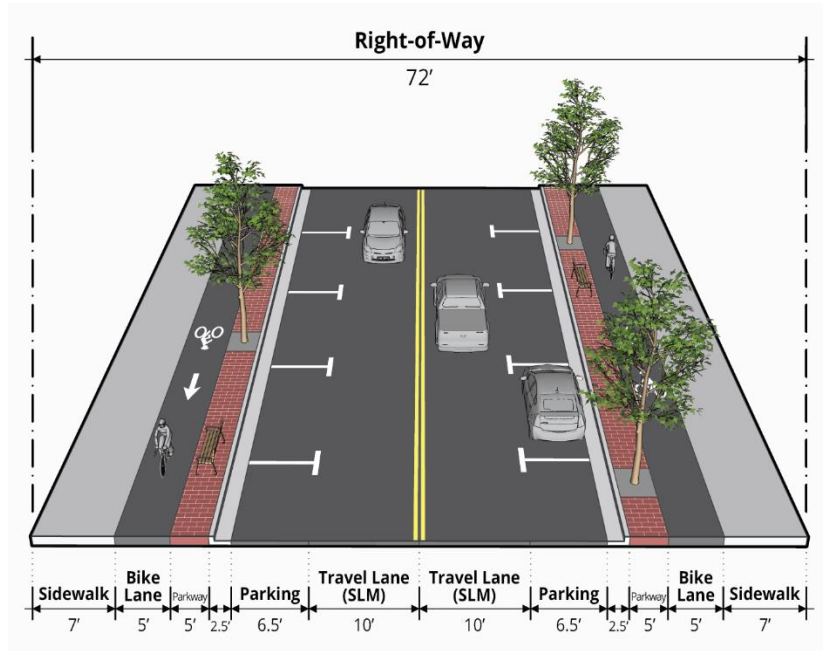 Right-of-Way
72’
Sidewalk
7’
Bike
Lane
5’
Parkway
5’
2.5’
Parking
6.5’
Travel Lane
(SLM)
10’
Travel Lane
(SLM)
10’
Parking
6.5’
2.5’
Parkway
5’
Bike
Lane
5’
Sidewalk
7’